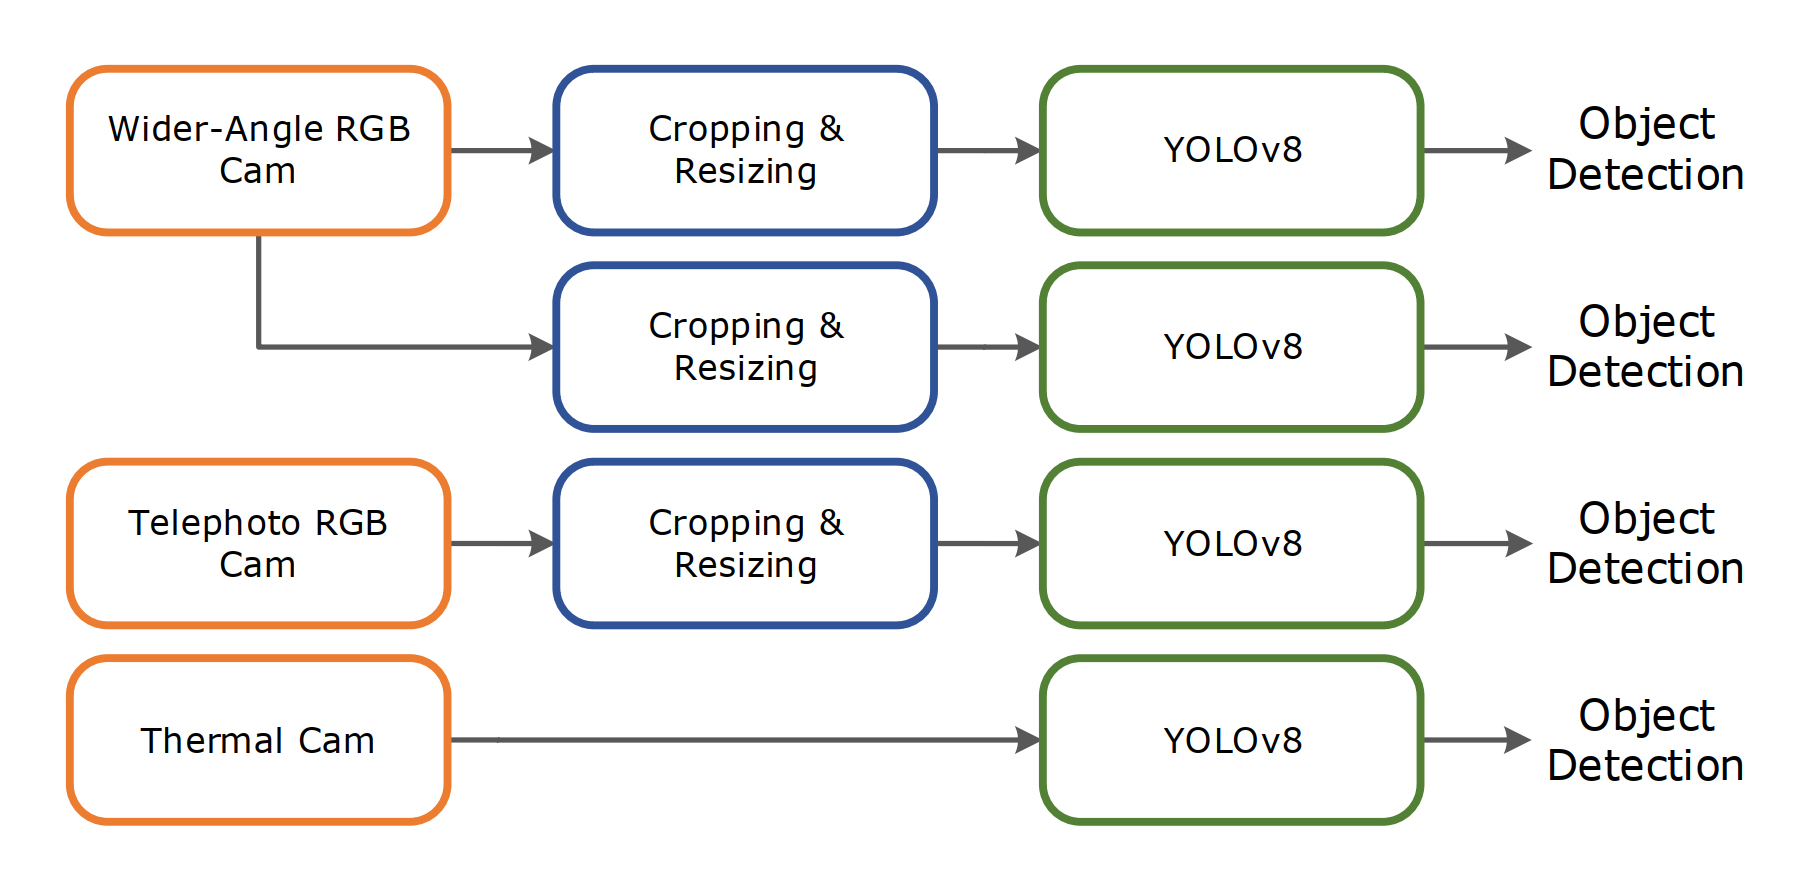 Wider-Angle RGB
Cam
Cropping &
Resizing
YOLOv8
Object
Detection
Cropping &
Resizing
YOLOv8
Object
Detection
Telephoto RGB
Cam
Cropping &
Resizing
YOLOv8
Object
Detection
Thermal Cam
YOLOv8
Object
Detection